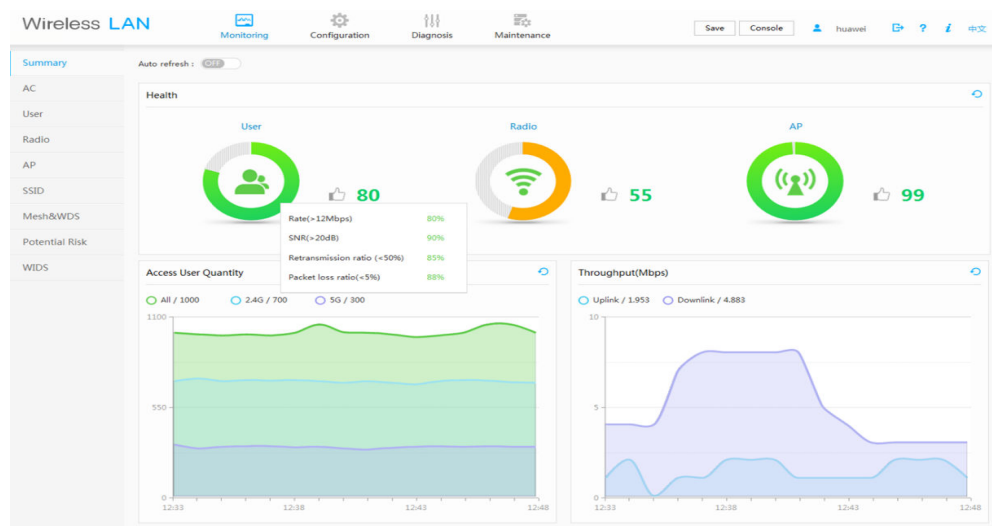 Wireless LAN
Monitoring
Configuration
Diagnosis
Maintenance
Save
Console
huawei
?
i
中文
Summary
AC
User
Radio
AP
SSID
Mesh&WDS
Potential Risk
WIDS
Auto refresh : OFF
Health
User
80
Radio
55
AP
99
Rate(>12Mbps) 80%
SNR(>20dB) 90%
Retransmission ratio (<50%) 85%
Packet loss ratio(<5%) 88%
Access User Quantity
All / 1000 2.4G / 700 5G / 300
1100
550
0
12:33 12:38 12:43 12:48
Throughput(Mbps)
Uplink / 1.953 Downlink / 4.883
10
5
0
12:33 12:38 12:43 12:48